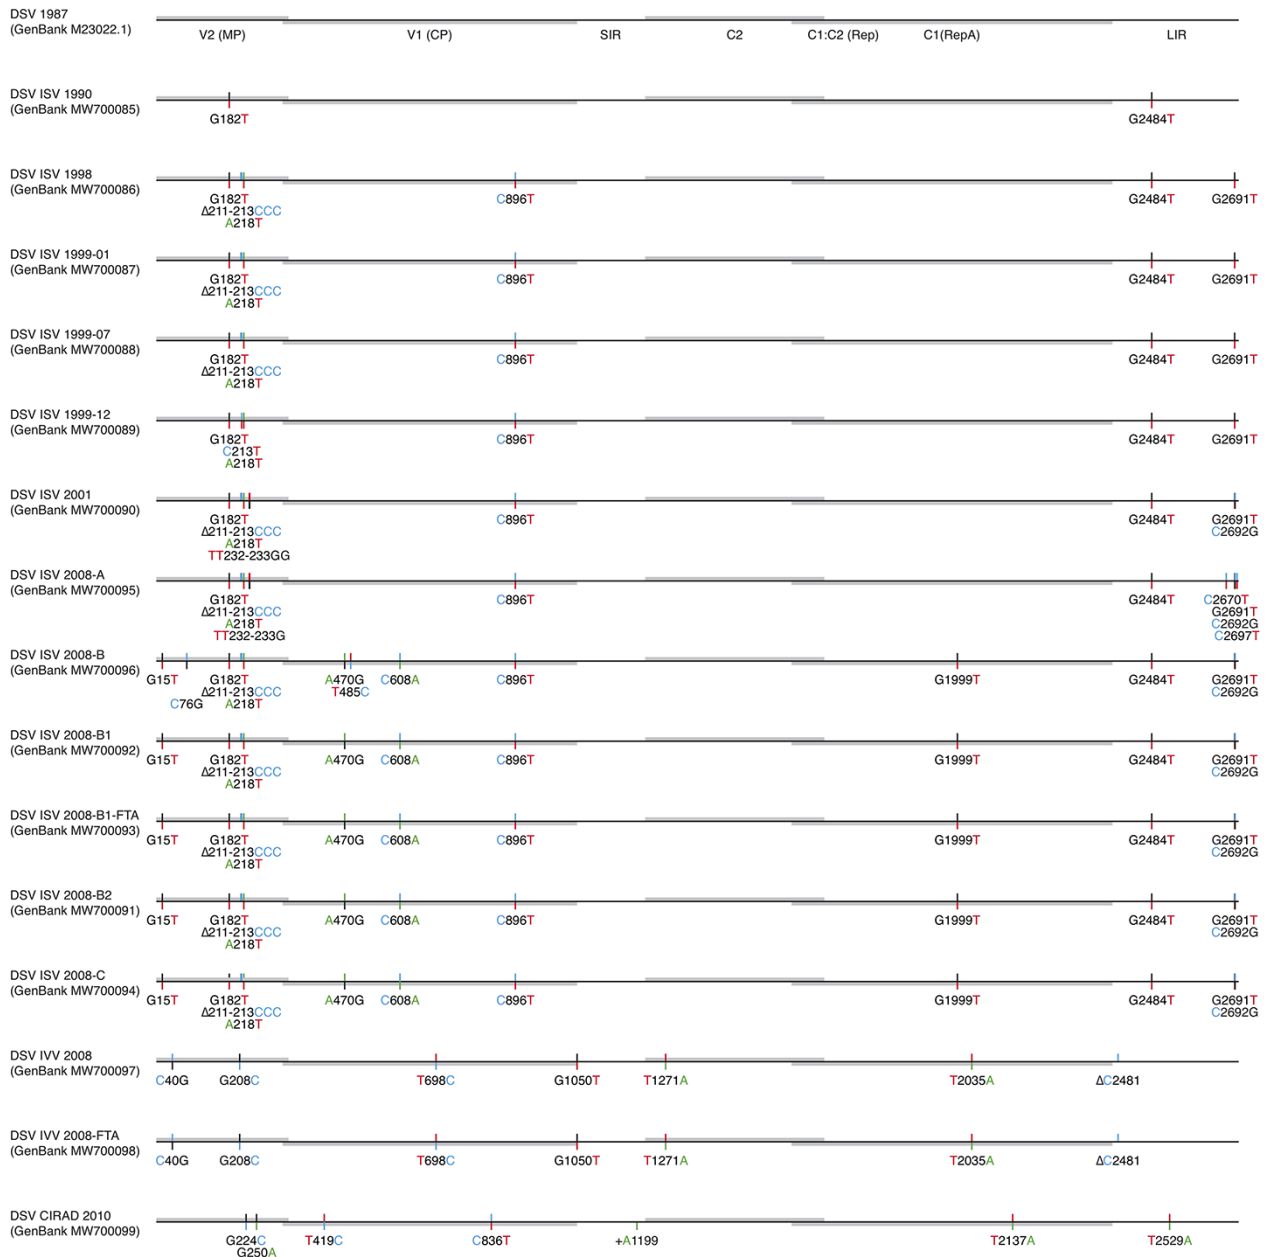 DSV 1987
(GenBank M23022.1)
V2 (MP) V1 (CP) SIR C2 C1:C2 (Rep) C1(RepA) LIR
DSV ISV 1990
(GenBank MW700085)
G182T G2484T
DSV ISV 1998
(GenBank MW700086)
G182T C896T G2484T G2691T
Δ211-213CCC
A218T
DSV ISV 1999-01
(GenBank MW700087)
G182T C896T G2484T G2691T
Δ211-213CCC
A218T
DSV ISV 1999-07
(GenBank MW700088)
G182T C896T G2484T G2691T
Δ211-213CCC
A218T
DSV ISV 1999-12
(GenBank MW700089)
G182T C896T G2484T G2691T
C213T
A218T
DSV ISV 2001
(GenBank MW700090)
G182T C896T G2484T G2691T
Δ211-213CCC C2692G
A218T
TT232-233GG
DSV ISV 2008-A
(GenBank MW700095)
G182T C896T G2484T C2670T
Δ211-213CCC G2691T
A218T C2692G
TT232-233G C2697T
DSV ISV 2008-B
(GenBank MW700096)
G15T G182T A470G C608A C896T G1999T G2484T G2691T
Δ211-213CCC T485C C2692G
C76G A218T
DSV ISV 2008-B1
(GenBank MW700092)
G15T G182T A470G C608A C896T G1999T G2484T G2691T
Δ211-213CCC C2692G
A218T
DSV ISV 2008-B1-FTA
(GenBank MW700093)
G15T G182T A470G C608A C896T G1999T G2484T G2691T
Δ211-213CCC C2692G
A218T
DSV ISV 2008-B2
(GenBank MW700091)
G15T G182T A470G C608A C896T G1999T G2484T G2691T
Δ211-213CCC C2692G
A218T
DSV ISV 2008-C
(GenBank MW700094)
G15T G182T A470G C608A C896T G1999T G2484T G2691T
Δ211-213CCC C2692G
A218T
DSV IVV 2008
(GenBank MW700097)
C40G G208C T698C G1050T T1271A T2035A ΔC2481
DSV IVV 2008-FTA
(GenBank MW700098)
C40G G208C T698C G1050T T1271A T2035A ΔC2481
DSV CIRAD 2010
(GenBank MW700099)
G224C T419C C836T +A1199 T2137A T2529A
G250A